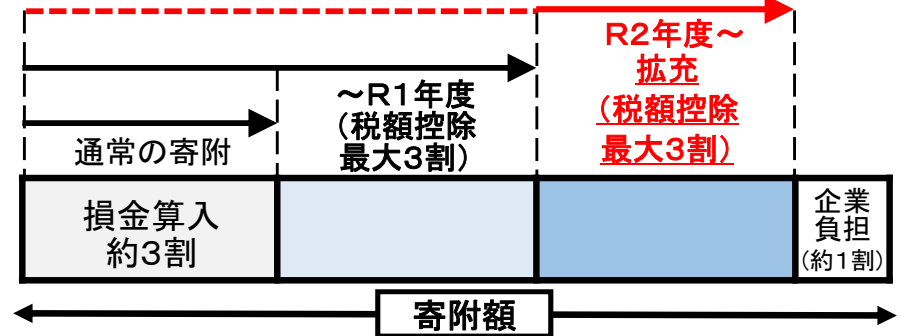 通常の寄附
～R1年度
(税額控除
最大3割)
R2年度～
拡充
(税額控除
最大3割)
損金算入
約3割
企業
負担
(約1割)
寄附額